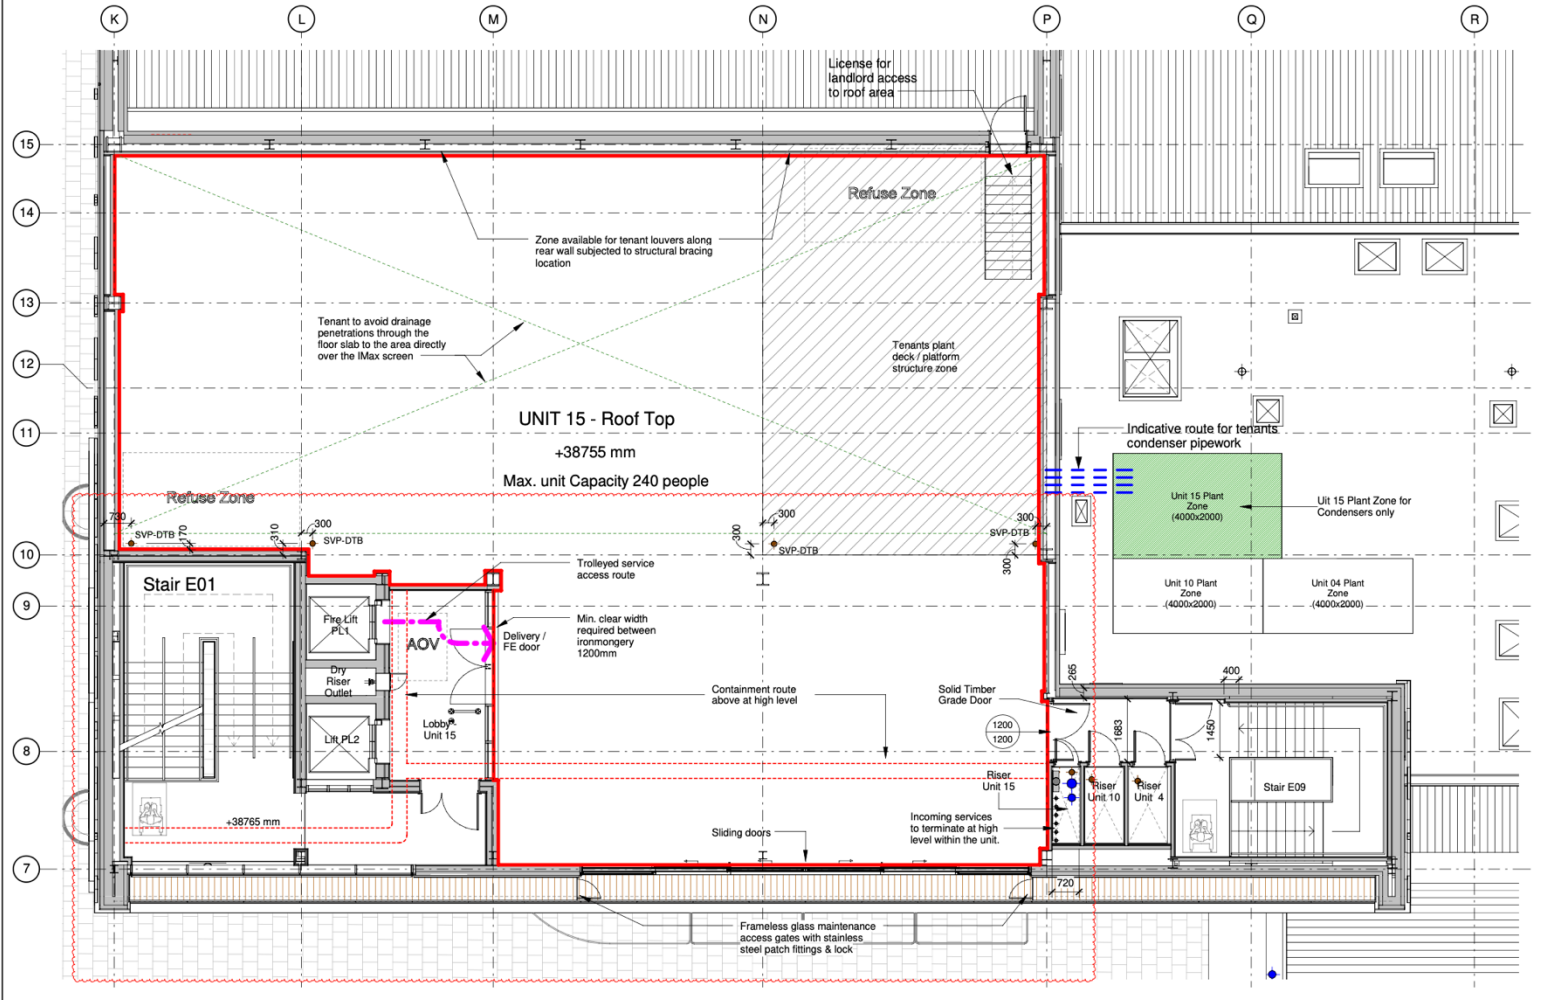 K
L
M
N
P
Q
R
15
14
13
12
11
10
9
8
7
License for
landlord access
to roof area
Refuse Zone
Zone available for tenant louvers along
rear wall subjected to structural bracing
location
Tenant to avoid drainage
penetrations through the
floor slab to the area directly
over the IMax screen
Tenants plant
deck / platform
structure zone
UNIT 15 - Roof Top
+38755 mm
Max. unit Capacity 240 people
Indicative route for tenants
condenser pipework
Unit 15 Plant
Zone
(4000x2000)
Uit 15 Plant Zone for
Condensers only
Unit 10 Plant
Zone
(4000x2000)
Unit 04 Plant
Zone
(4000x2000)
Refuse Zone
730
SVP-DTB
170
310
300
SVP-DTB
300
300
SVP-DTB
300
SVP-DTB
300
Stair E01
Trolleyed service
access route
Fire Lift
PL1
AOV
Delivery /
FE door
Min. clear width
required between
ironmongery
1200mm
Dry
Riser
Outlet
Lift PL2
Lobby-
Unit 15
Containment route
above at high level
Solid Timber
Grade Door
265
400
1200
1200
1683
1450
Riser
Unit 15
Riser
Unit 10
Riser
Unit 4
Stair E09
+38765 mm
Sliding doors
Incoming services
to terminate at high
level within the unit.
720
Frameless glass maintenance
access gates with stainless
steel patch fittings & lock